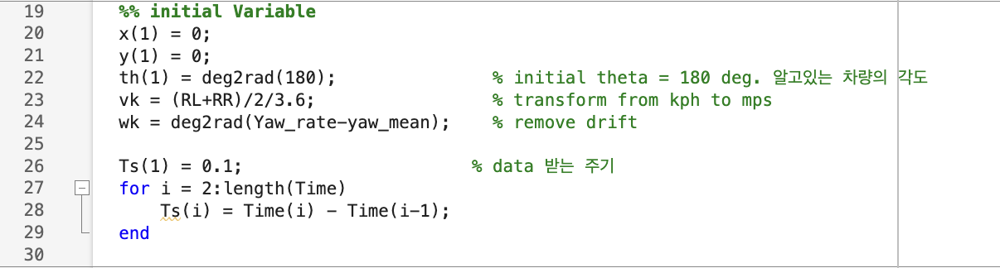 19 %% initial Variable
20 x(1) = 0;
21 y(1) = 0;
22 th(1) = deg2rad(180); % initial theta = 180 deg. 알고있는 차량의 각도
23 vk = (RL+RR)/2/3.6; % transform from kph to mps
24 wk = deg2rad(Yaw_rate-yaw_mean); % remove drift
25
26 Ts(1) = 0.1; % data 받는 주기
27 for i = 2:length(Time)
28 Ts(i) = Time(i) - Time(i-1);
29 end
30